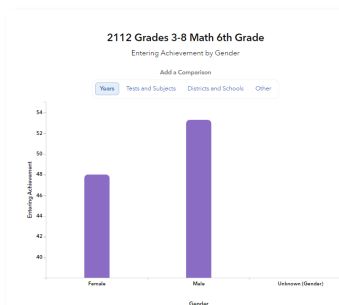 2112 Grades 3-8 Math 6th Grade
Entering Achievement by Gender
Add a Comparison
Years Tests and Subjects Districts and Schools Other
Entering Achievement
54
52
50
48
46
44
42
40
Female Male Unknown (Gender)
Gender